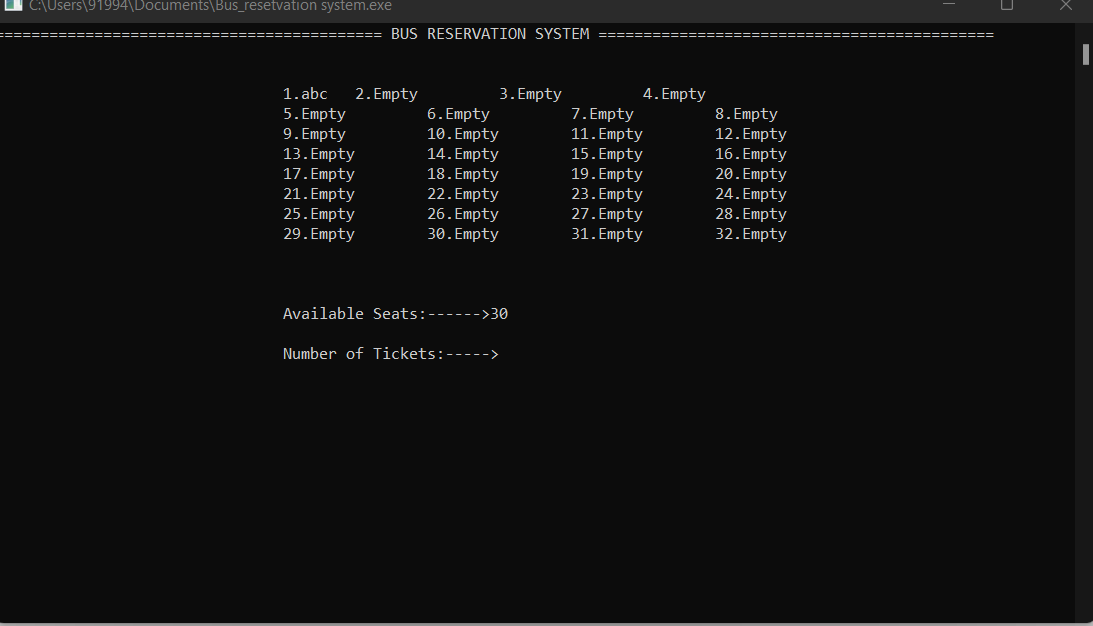 C:\Users\91994\Documents\Bus_resetvation system.exe
========================================== BUS RESERVATION SYSTEM ============================================
1.abc 2.Empty 3.Empty 4.Empty
5.Empty 6.Empty 7.Empty 8.Empty
9.Empty 10.Empty 11.Empty 12.Empty
13.Empty 14.Empty 15.Empty 16.Empty
17.Empty 18.Empty 19.Empty 20.Empty
21.Empty 22.Empty 23.Empty 24.Empty
25.Empty 26.Empty 27.Empty 28.Empty
29.Empty 30.Empty 31.Empty 32.Empty
Available Seats:------>30
Number of Tickets:----->